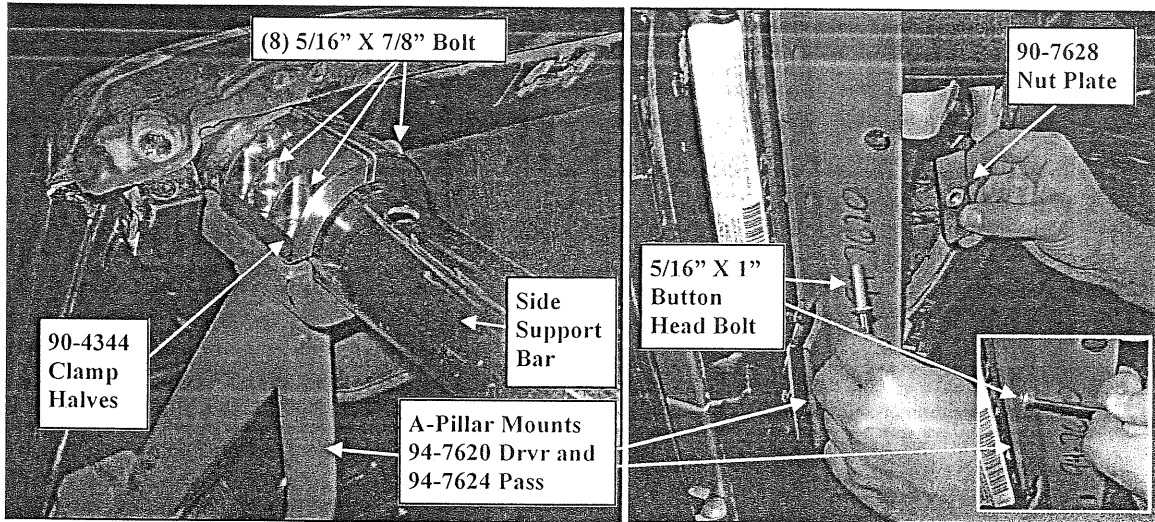 (8) 5/16” X 7/8” Bolt
90-4344
Clamp
Halves
Side
Support
Bar
A-Pillar Mounts
94-7620 Drvr and
94-7624 Pass
90-7628
Nut Plate
5/16” X 1”
Button
Head Bolt